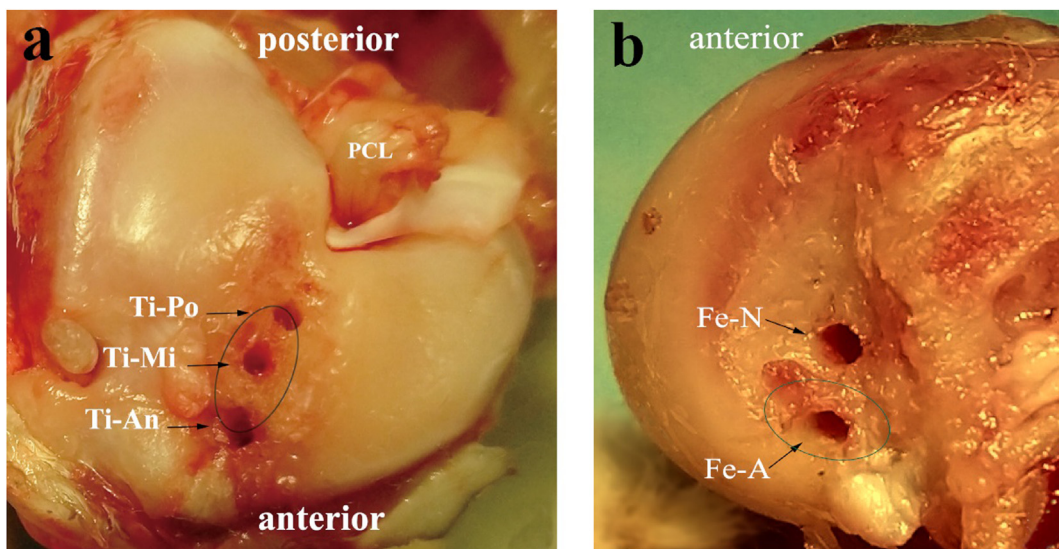 a
posterior
PCL
Ti-Po
Ti-Mi
Ti-An
anterior
b
anterior
Fe-N
Fe-A